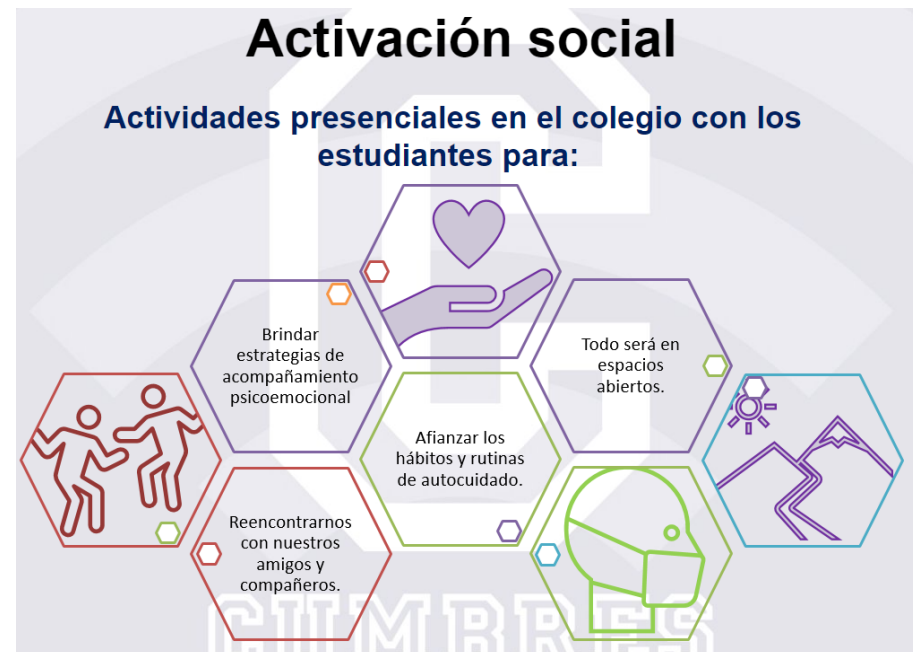 Activación social
Actividades presenciales en el colegio con los
estudiantes para:
Brindar
estrategias de
acompañamiento
psicoemocional
Todo será en
espacios
abiertos.
Afianzar los
hábitos y rutinas
de autocuidado.
Reencontrarnos
con nuestros
amigos y
compañeros.
CUMBRES